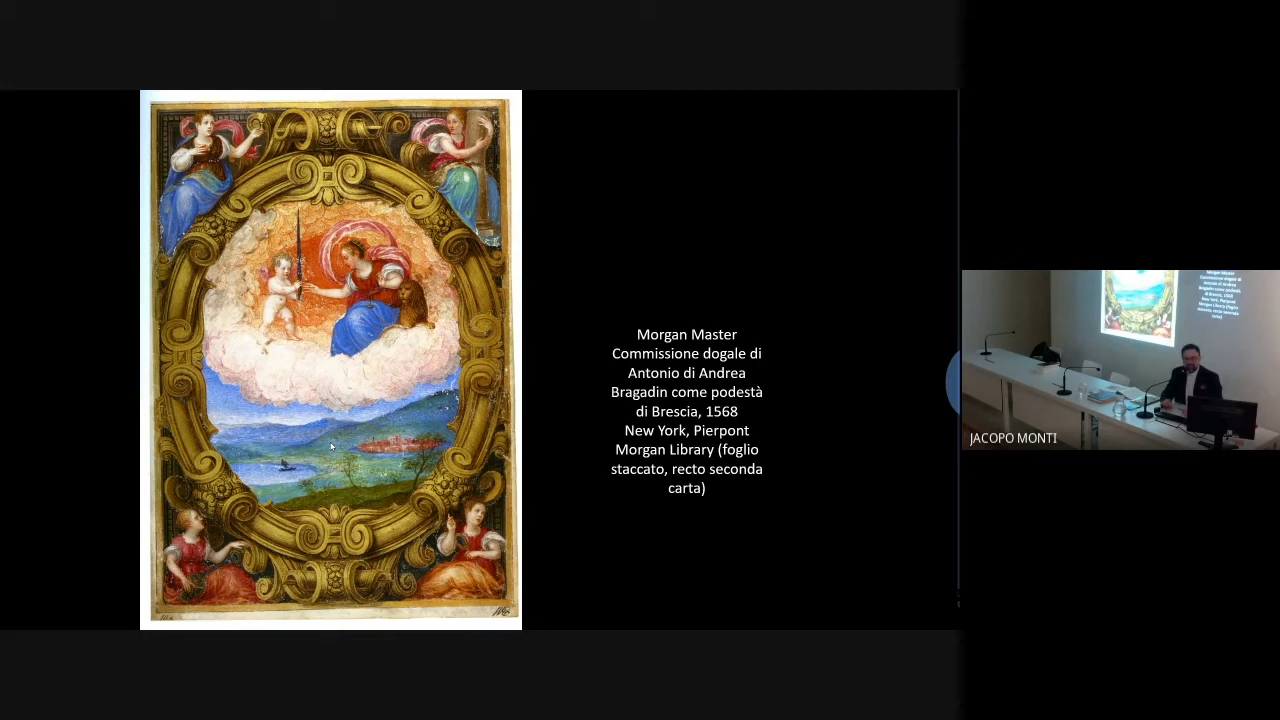 Morgan Master
Commissione dogale di
Antonio di Andrea
Bragadin come podestà
di Brescia, 1568
New York, Pierpont
Morgan Library (foglio
staccato, recto seconda
carta)
JACOPO MONTI